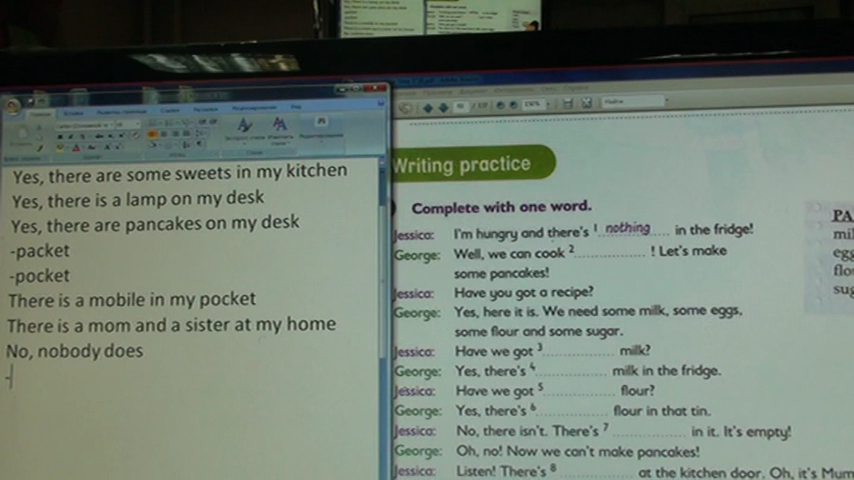 Yes, there are some sweets in my kitchen
Yes, there is a lamp on my desk
Yes, there are pancakes on my desk
-packet
-pocket
There is a mobile in my pocket
There is a mom and a sister at my home
No, nobody does
-
Writing practice
Complete with one word.
Jessica: I'm hungry and there's 1 nothing in the fridge!
George: Well, we can cook 2 .............. ! Let's make
some pancakes!
Jessica: Have you got a recipe?
George: Yes, here it is. We need some milk, some eggs,
some flour and some sugar.
Jessica: Have we got 3 .............. milk?
George: Yes, there's 4 .............. milk in the fridge.
Jessica: Have we got 5 .............. flour?
George: Yes, there's 6 .............. flour in that tin.
Jessica: No, there isn't. There's 7 .............. in it. It's empty!
George: Oh, no! Now we can't make pancakes!
Jessica: Listen! There's 8 .............. at the kitchen door. Oh, it's Mum
PA
mil
egg
flou
sug